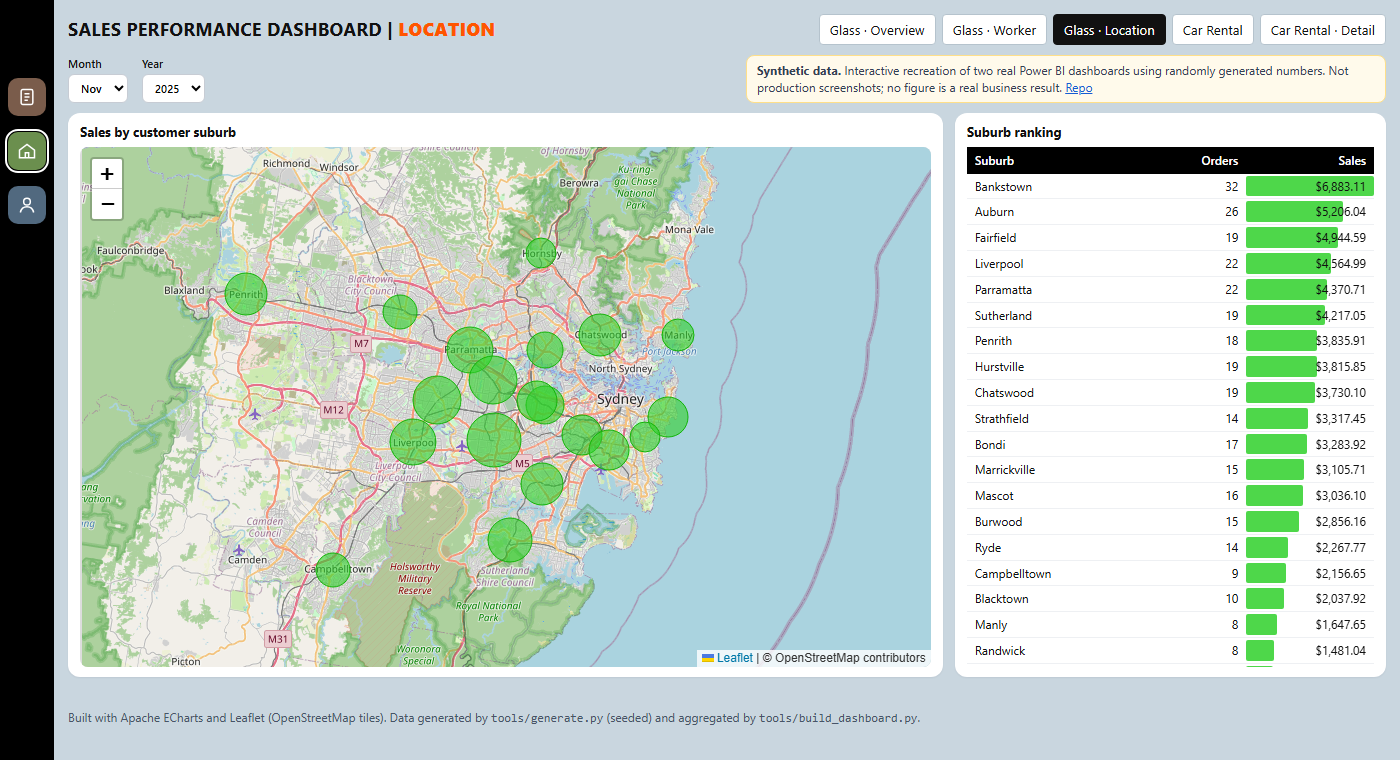 SALES PERFORMANCE DASHBOARD | LOCATION
Glass · Overview
Glass · Worker
Glass · Location
Car Rental
Car Rental · Detail
Month
Year
Nov
2025
Synthetic data. Interactive recreation of two real Power BI dashboards using randomly generated numbers. Not
production screenshots; no figure is a real business result. Repo
Sales by customer suburb
+
−
Richmond
Windsor
of Hornsby
Berowra
Ku-ring-
gai Chase
National
Park
Mona Vale
Faulconbridge
Hornsby
Blaxland
Penrith
Blacktown
City Council
M7
Parramatta
Chatswood
Manly
Port Jackson
North Sydney
Sydney
M12
Liverpool
M5
Liverpool
City Council
Camden
Council
Camden
Campbelltown
Holsworthy
Military
Reserve
Sutherland
Shire Council
Royal National
Park
M31
Woronora
Special
Picton
Leaflet | © OpenStreetMap contributors
Suburb ranking
Suburb Orders Sales
Bankstown 32 $6,883.11
Auburn 26 $5,206.04
Fairfield 19 $4,944.59
Liverpool 22 $4,564.99
Parramatta 22 $4,370.71
Sutherland 19 $4,217.05
Penrith 18 $3,835.91
Hurstville 19 $3,815.85
Chatswood 19 $3,730.10
Strathfield 14 $3,317.45
Bondi 17 $3,283.92
Marrickville 15 $3,105.71
Mascot 16 $3,036.10
Burwood 15 $2,856.16
Ryde 14 $2,267.77
Campbelltown 9 $2,156.65
Blacktown 10 $2,037.92
Manly 8 $1,647.65
Randwick 8 $1,481.04
Built with Apache ECharts and Leaflet (OpenStreetMap tiles). Data generated by tools/generate.py (seeded) and aggregated by tools/build_dashboard.py.